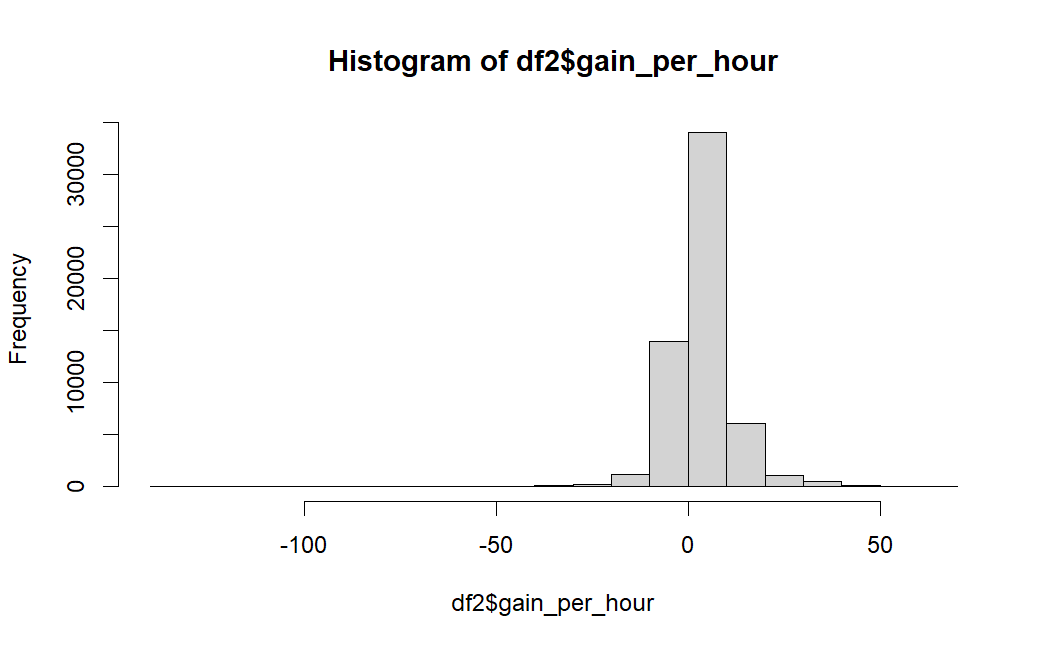 Histogram of df2$gain_per_hour
Frequency
30000
20000
10000
0
-100 -50 0 50
df2$gain_per_hour